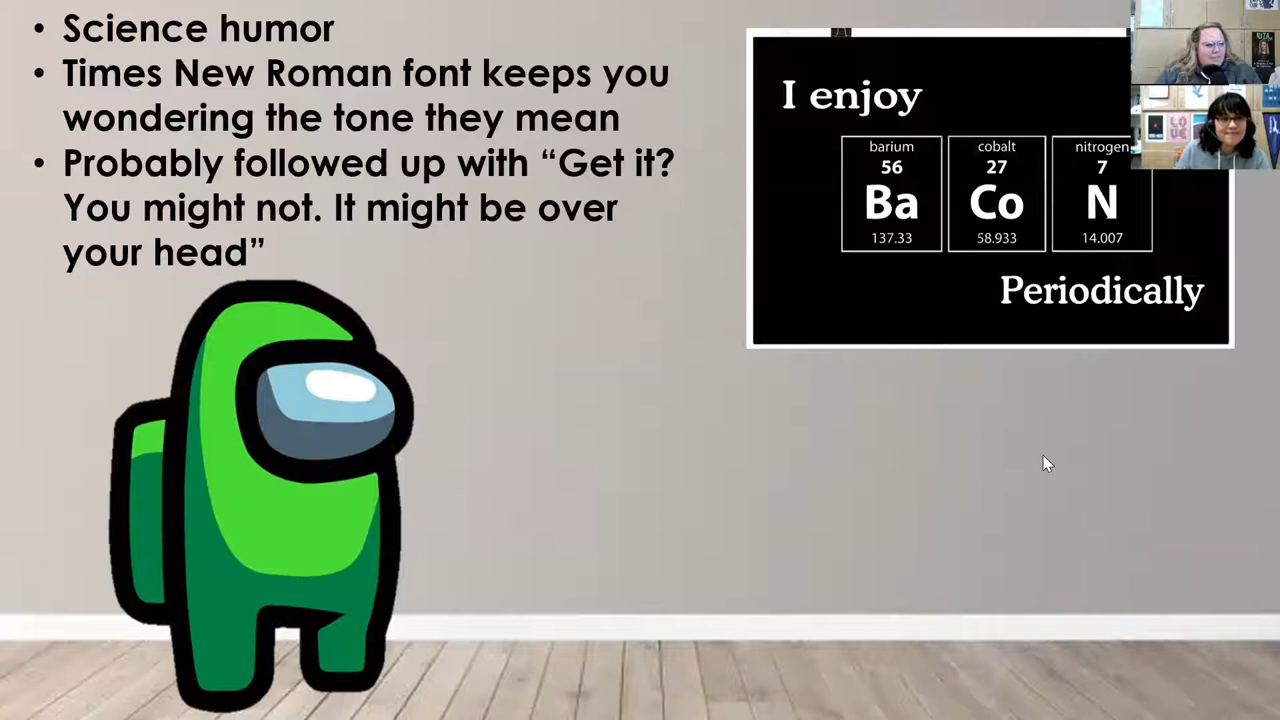 • Science humor
• Times New Roman font keeps you
wondering the tone they mean
• Probably followed up with “Get it?
You might not. It might be over
your head”
I enjoy
barium cobalt nitrogen
56 27 7
Ba Co N
137.33 58.933 14.007
Periodically